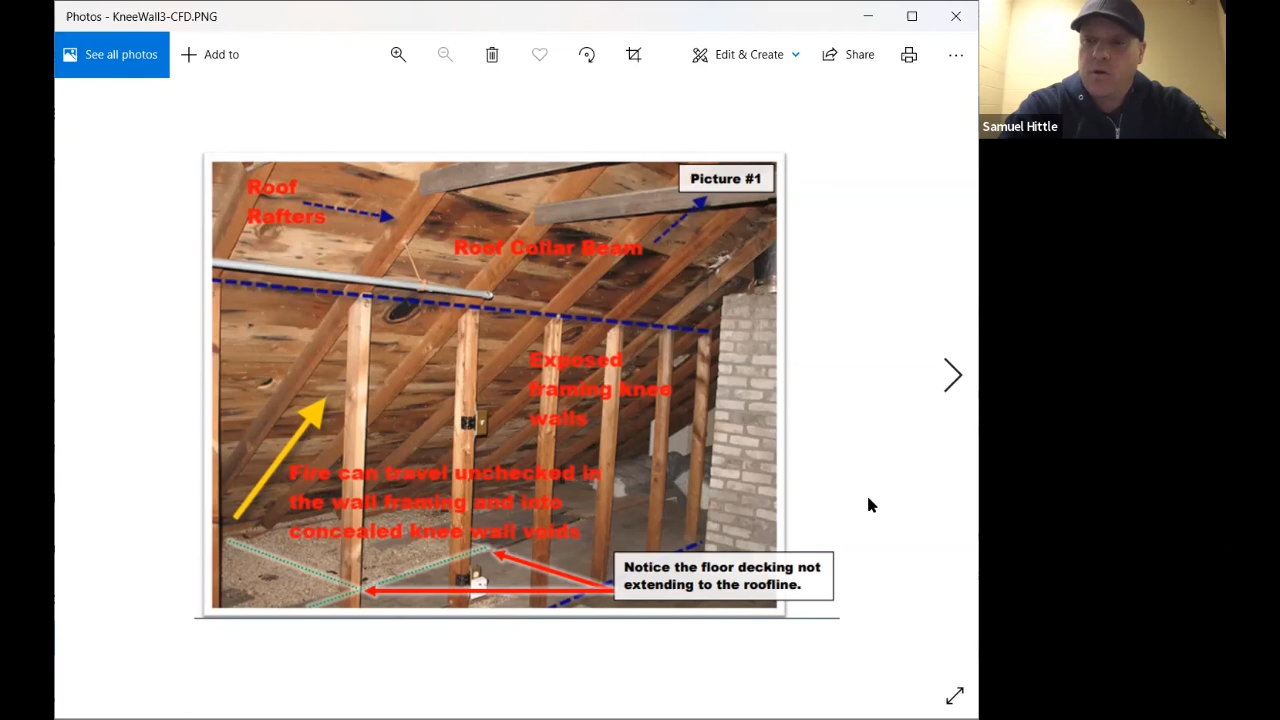 Photos - KneeWall3-CFD.PNG
See all photos
Add to
Edit & Create
Share
Samuel Hittle
Picture #1
Roof
Rafters
Roof Collar Beam
Exposed
framing knee
walls
Fire can travel unchecked in
the wall framing and into
concealed knee wall voids
Notice the floor decking not
extending to the roofline.